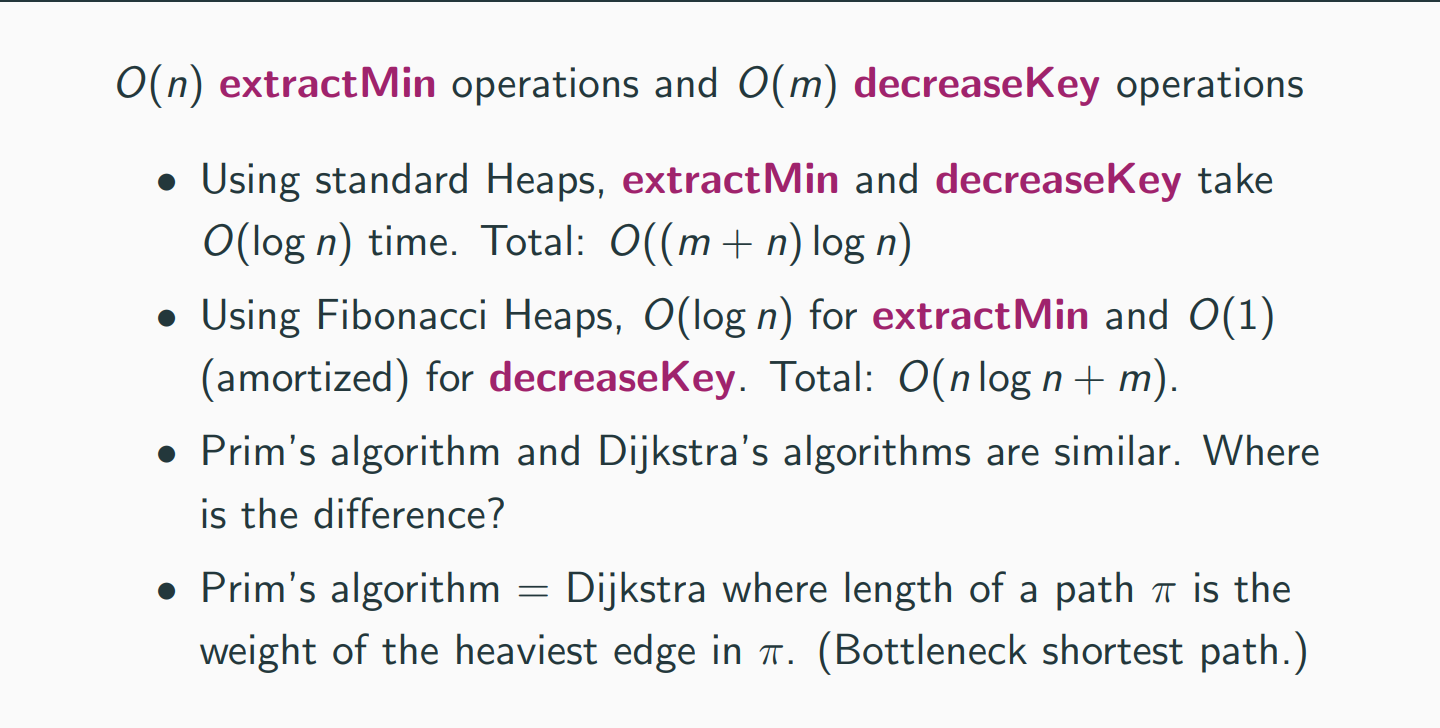 O(n) extractMin operations and O(m) decreaseKey operations
• Using standard Heaps, extractMin and decreaseKey take
O(log n) time. Total: O((m + n) log n)
• Using Fibonacci Heaps, O(log n) for extractMin and O(1)
(amortized) for decreaseKey. Total: O(n log n + m).
• Prim's algorithm and Dijkstra's algorithms are similar. Where
is the difference?
• Prim's algorithm = Dijkstra where length of a path π is the
weight of the heaviest edge in π. (Bottleneck shortest path.)